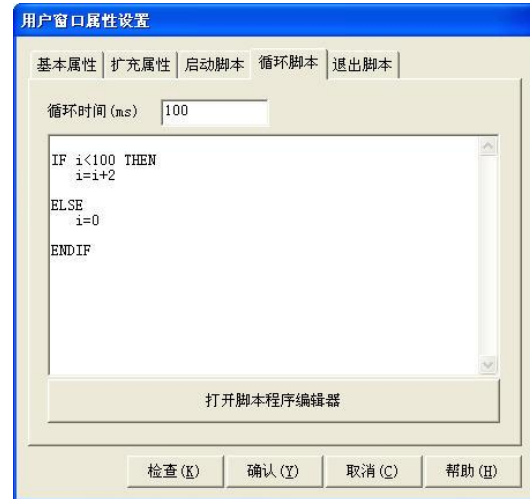 用户窗口属性设置
基本属性 扩充属性 启动脚本 循环脚本 退出脚本
循环时间(ms) 100
IF i<100 THEN
i=i+2
ELSE
i=0
ENDIF
打开脚本程序编辑器
检查(K) 确认(Y) 取消(C) 帮助(H)